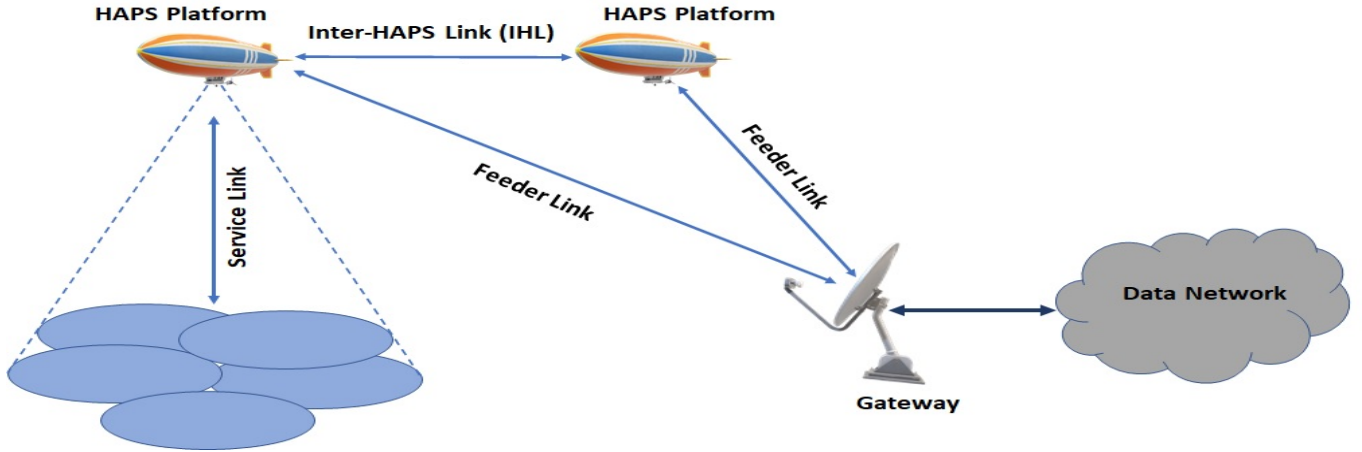 HAPS Platform
HAPS Platform
Inter-HAPS Link (IHL)
Service Link
Feeder Link
Feeder Link
Data Network
Gateway